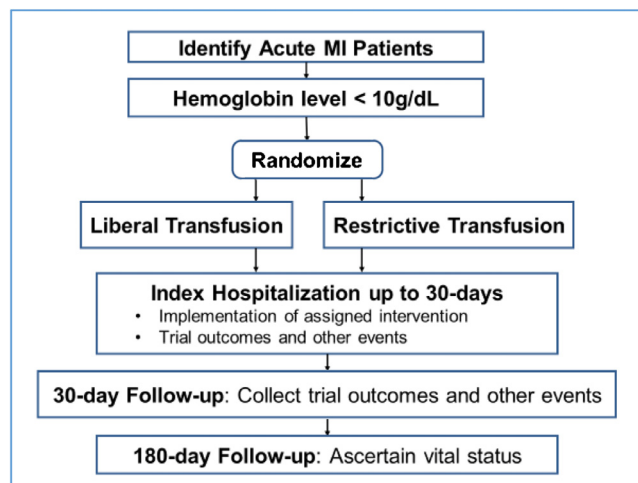 Identify Acute MI Patients
Hemoglobin level < 10g/dL
Randomize
Liberal Transfusion
Restrictive Transfusion
Index Hospitalization up to 30-days
• Implementation of assigned intervention
• Trial outcomes and other events
30-day Follow-up: Collect trial outcomes and other events
180-day Follow-up: Ascertain vital status